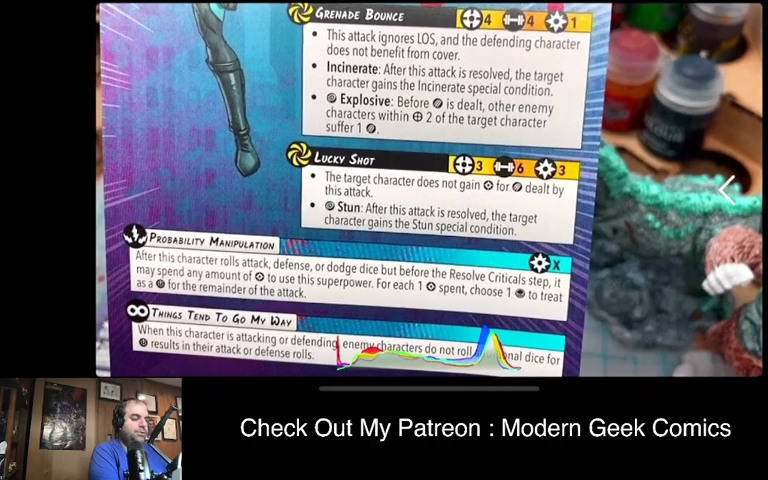 GRENADE BOUNCE 4 4 1
• This attack ignores LOS, and the defending character
does not benefit from cover.
• Incinerate: After this attack is resolved, the target
character gains the Incinerate special condition.
• Explosive: Before is dealt, other enemy
characters within 2 of the target character
suffer 1 .
LUCKY SHOT 3 6 3
• The target character does not gain for dealt by
this attack.
• Stun: After this attack is resolved, the target
character gains the Stun special condition.
PROBABILITY MANIPULATION X
After this character rolls attack, defense, or dodge dice but before the Resolve Criticals step, it
may spend any amount of to use this superpower. For each 1 spent, choose 1 to treat
as a for the remainder of the attack.
THINGS TEND TO GO MY WAY
When this character is attacking or defending, enemy characters do not roll dice for
results in their attack or defense rolls.
Check Out My Patreon : Modern Geek Comics